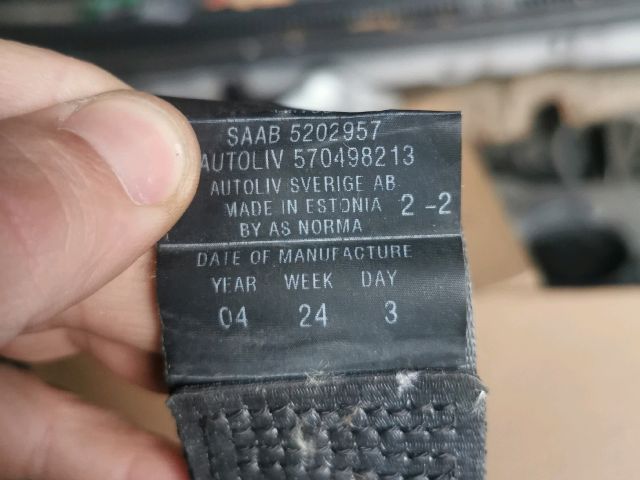 SAAB 5202957
AUTOLIV 570498213
AUTOLIV SVERIGE AB
MADE IN ESTONIA 2-2
BY AS NORMA
DATE OF MANUFACTURE
YEAR WEEK DAY
04 24 3